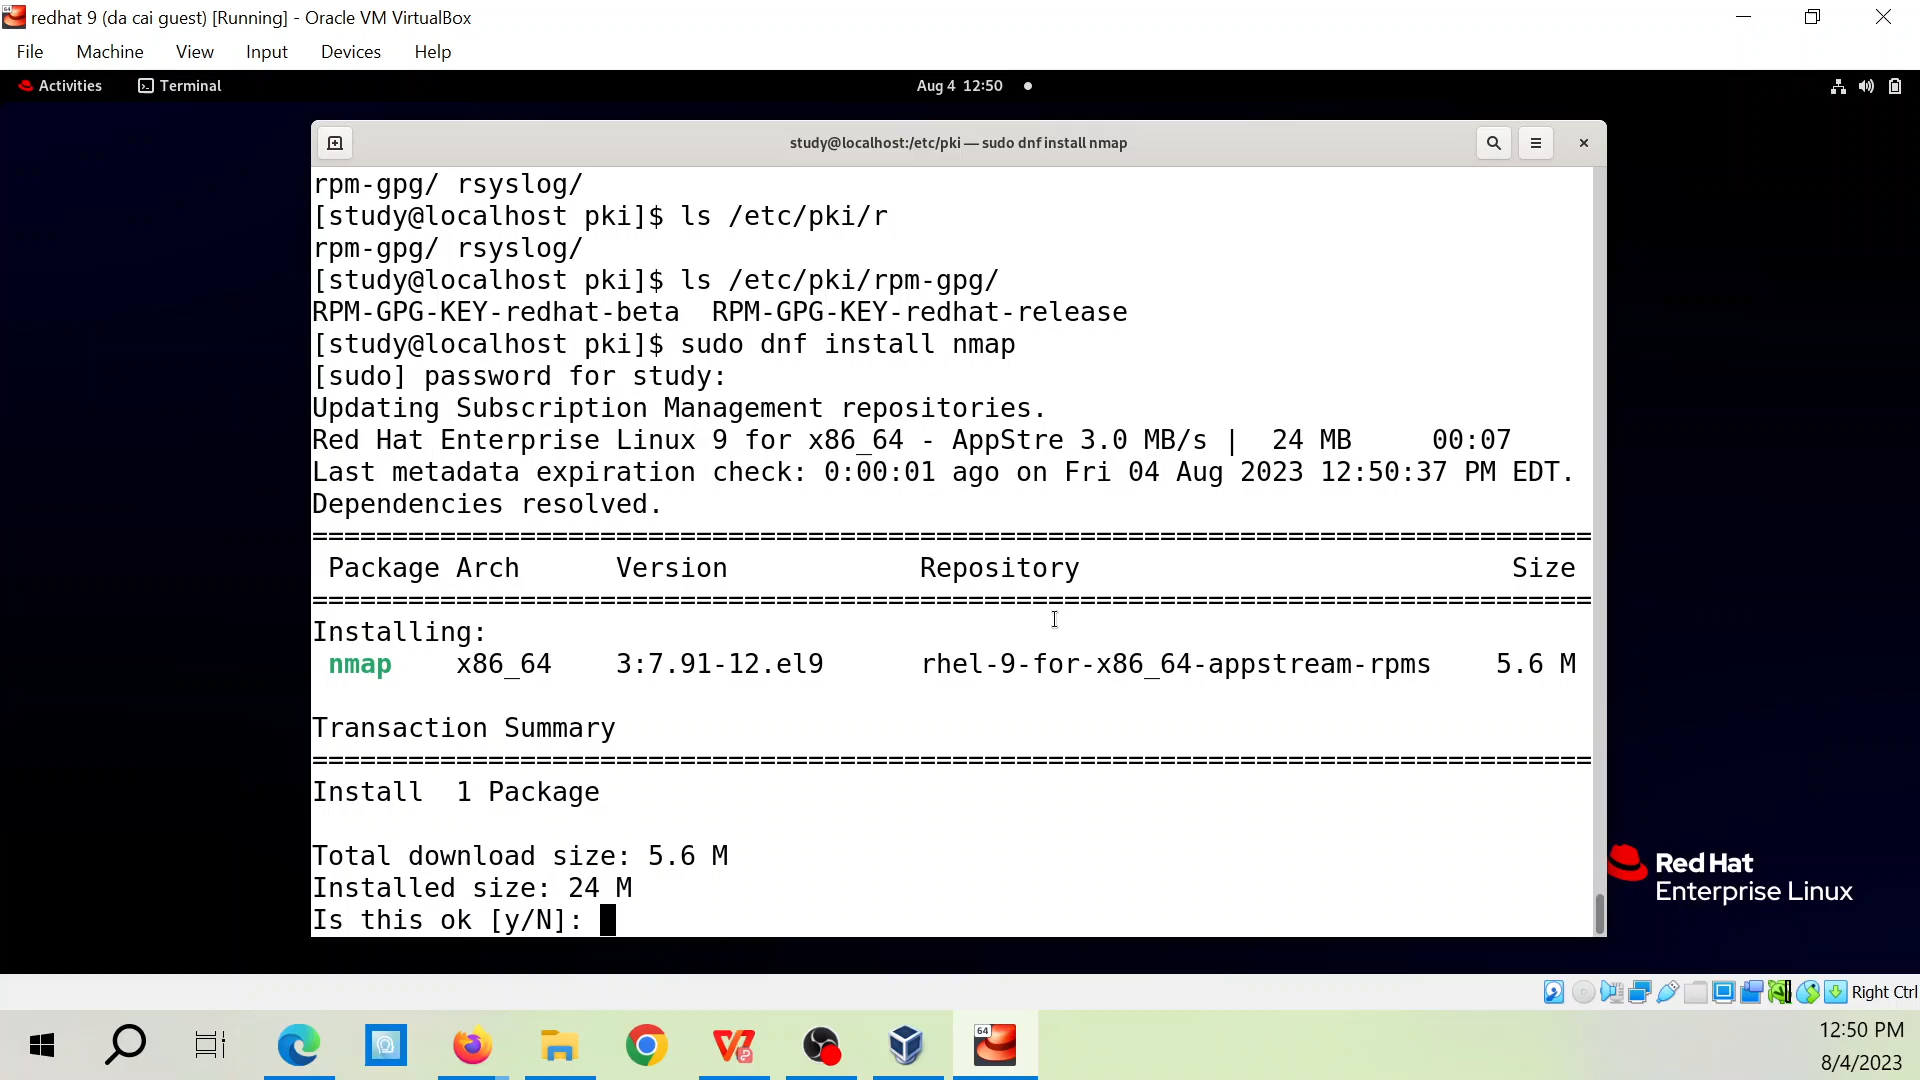 redhat 9 (da cai guest) [Running] - Oracle VM VirtualBox
File Machine View Input Devices Help
Activities Terminal Aug 4 12:50
study@localhost:/etc/pki — sudo dnf install nmap
rpm-gpg/ rsyslog/
[study@localhost pki]$ ls /etc/pki/r
rpm-gpg/ rsyslog/
[study@localhost pki]$ ls /etc/pki/rpm-gpg/
RPM-GPG-KEY-redhat-beta  RPM-GPG-KEY-redhat-release
[study@localhost pki]$ sudo dnf install nmap
[sudo] password for study:
Updating Subscription Management repositories.
Red Hat Enterprise Linux 9 for x86_64 - AppStre 3.0 MB/s |  24 MB     00:07
Last metadata expiration check: 0:00:01 ago on Fri 04 Aug 2023 12:50:37 PM EDT.
Dependencies resolved.
================================================================================
 Package Arch      Version            Repository                           Size
================================================================================
Installing:
 nmap    x86_64    3:7.91-12.el9      rhel-9-for-x86_64-appstream-rpms    5.6 M
Transaction Summary
================================================================================
Install  1 Package
Total download size: 5.6 M
Installed size: 24 M
Is this ok [y/N]:
Red Hat
Enterprise Linux
Right Ctrl
64
12:50 PM
8/4/2023